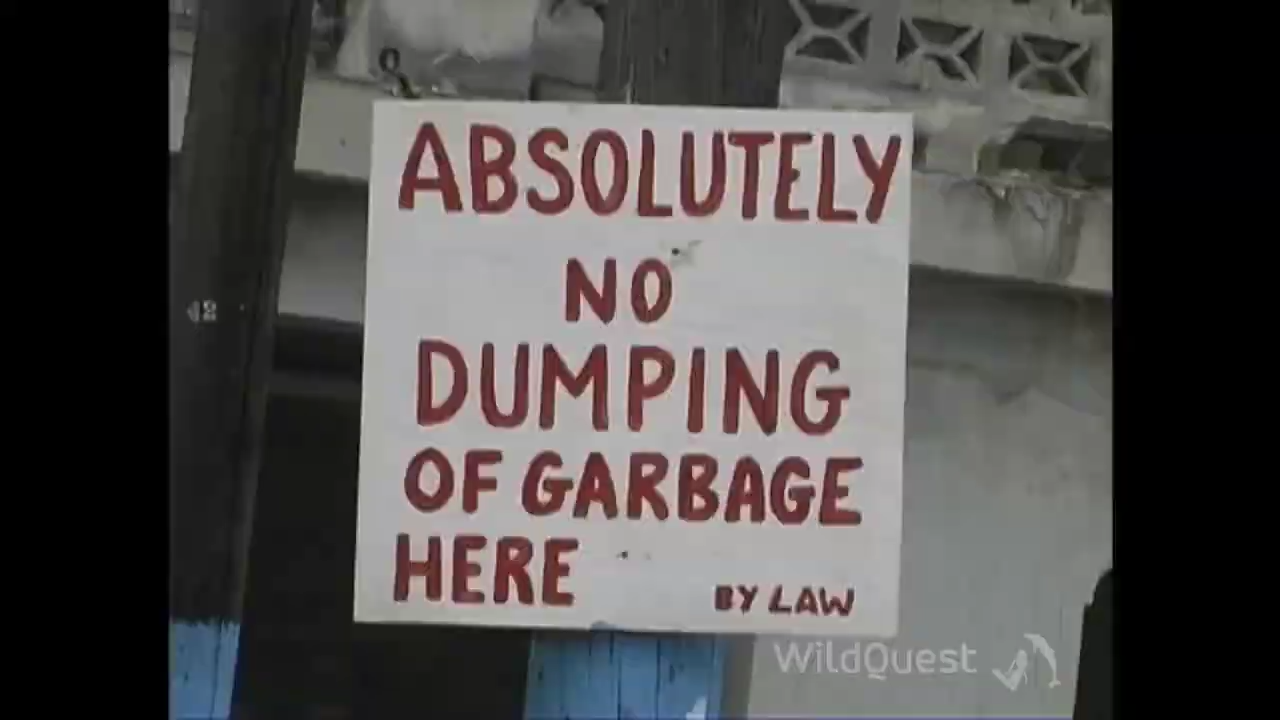 ABSOLUTELY
NO
DUMPING
OF GARBAGE
HERE
BY LAW
WildQuest